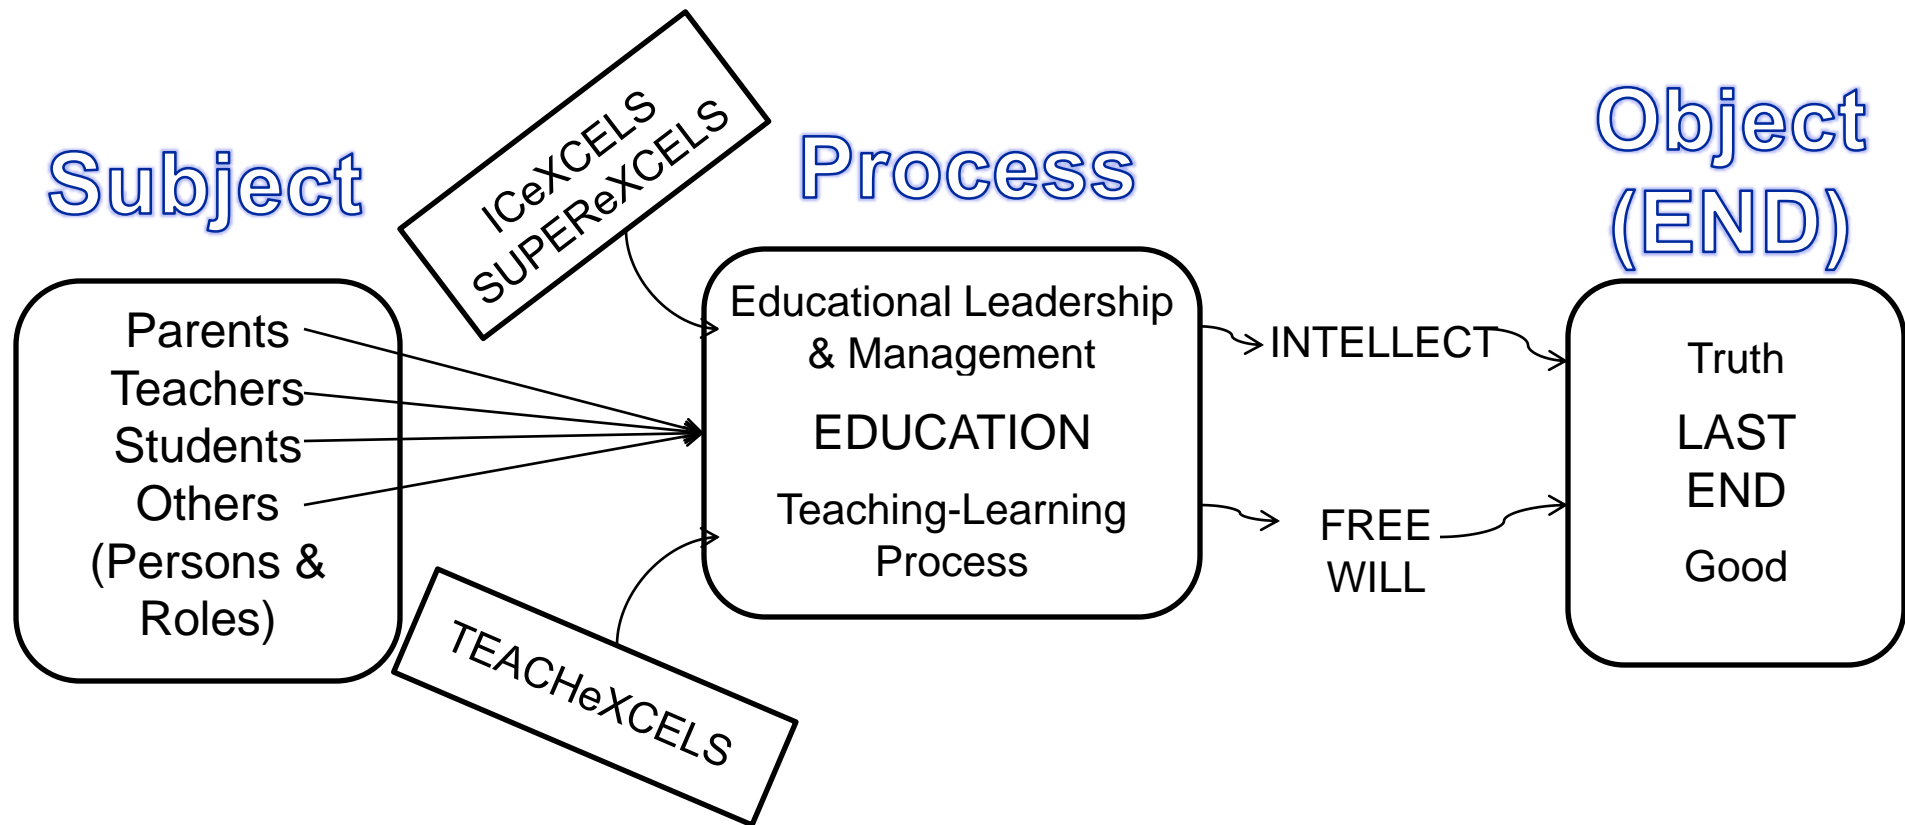 Subject
Parents
Teachers
Students
Others
(Persons &
Roles)
ICeXCELS
SUPEReXCELS
TEACHeXCELS
Process
Educational Leadership
& Management
EDUCATION
Teaching-Learning
Process
INTELLECT
FREE
WILL
Object
(END)
Truth
LAST
END
Good